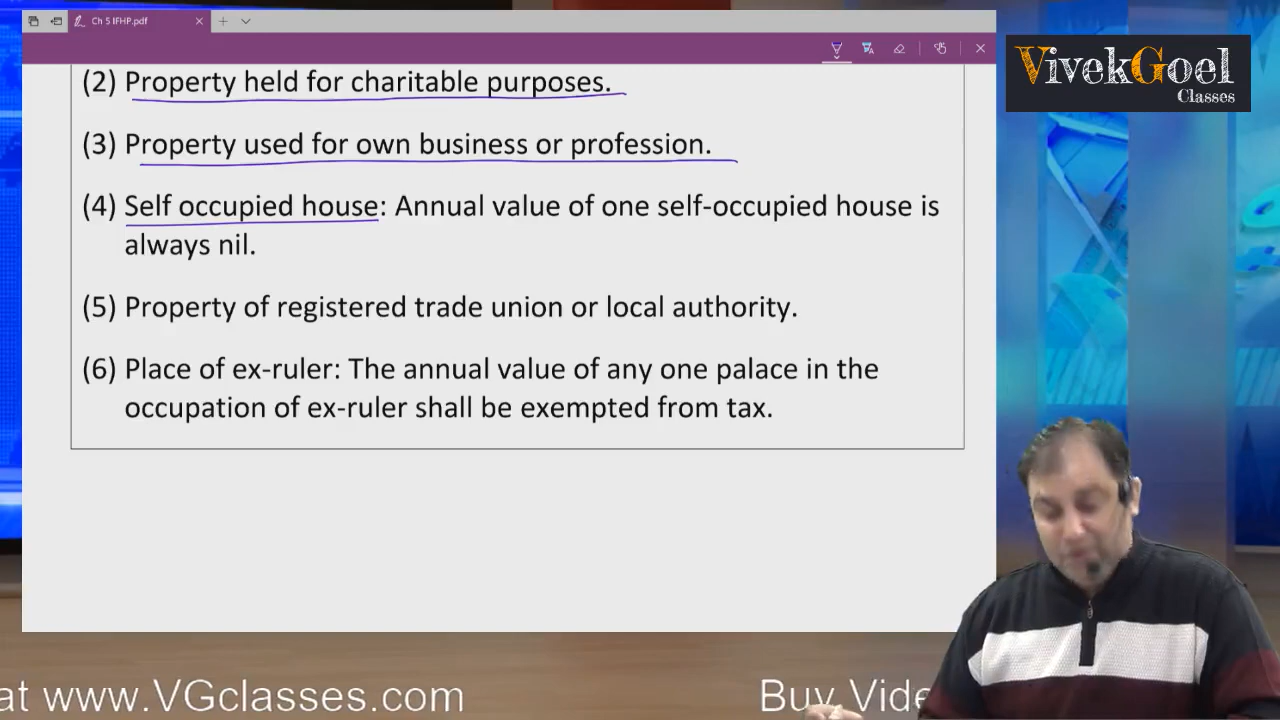 Ch 5 IFHP.pdf
(2) Property held for charitable purposes.
(3) Property used for own business or profession.
(4) Self occupied house: Annual value of one self-occupied house is
always nil.
(5) Property of registered trade union or local authority.
(6) Place of ex-ruler: The annual value of any one palace in the
occupation of ex-ruler shall be exempted from tax.
VivekGoel
Classes
at www.VGclasses.com
Buy Vide